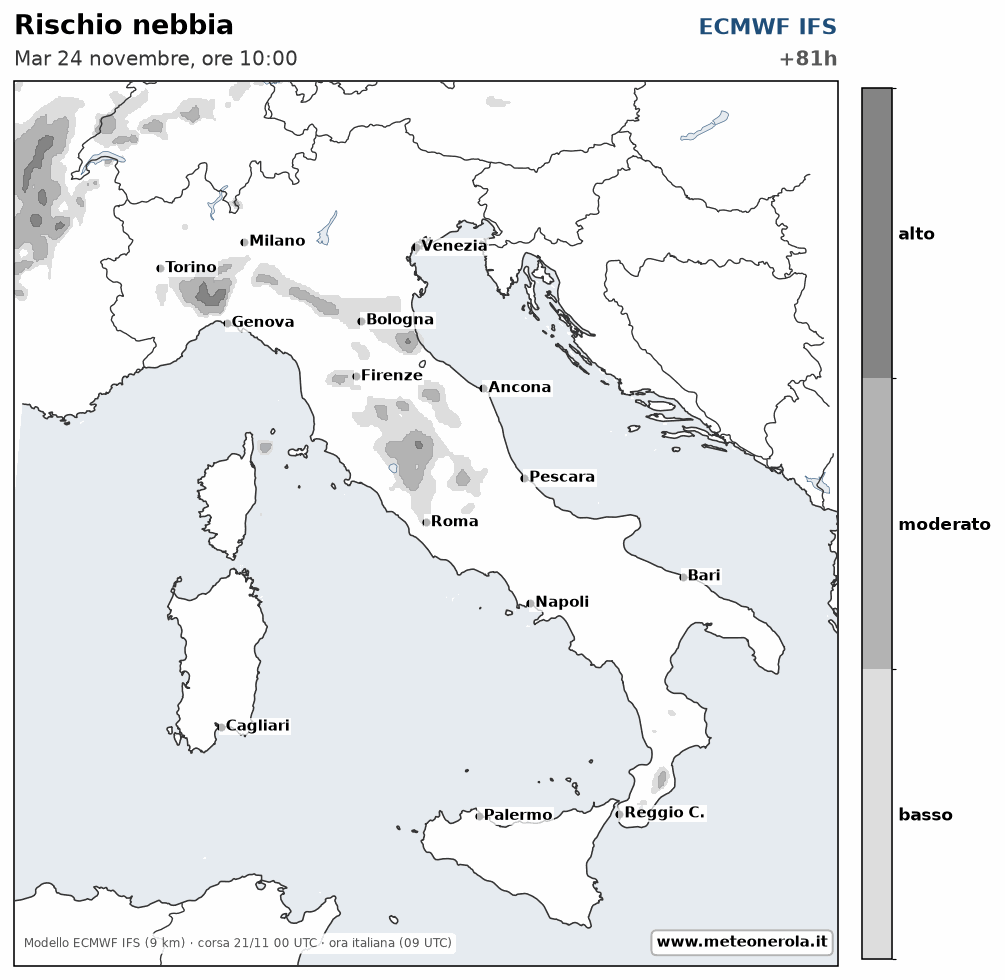 Rischio nebbia
ECMWF IFS
Mar 24 novembre, ore 10:00
+81h
alto
Milano
Venezia
Torino
Bologna
Genova
Firenze
Ancona
Pescara
Roma
moderato
Bari
Napoli
Cagliari
Reggio C.
Palermo
basso
Modello ECMWF IFS (9 km) · corsa 21/11 00 UTC · ora italiana (09 UTC)
www.meteonerola.it